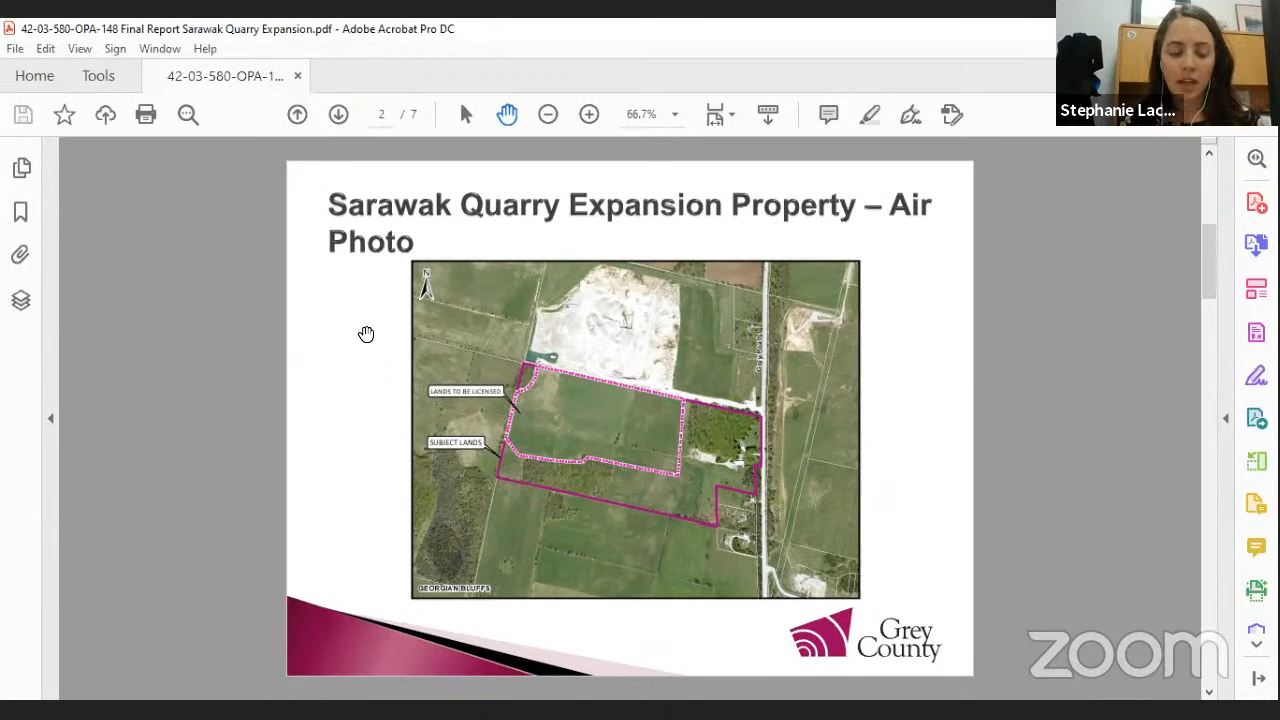 42-03-580-OPA-148 Final Report Sarawak Quarry Expansion.pdf - Adobe Acrobat Pro DC
File Edit View Sign Window Help
Home Tools 42-03-580-OPA-1... ×
2 / 7 66.7%
Stephanie Lac...
Sarawak Quarry Expansion Property – Air
Photo
N
LANDS TO BE LICENSED
SUBJECT LANDS
GEORGIAN BLUFFS
Grey
County
zoom